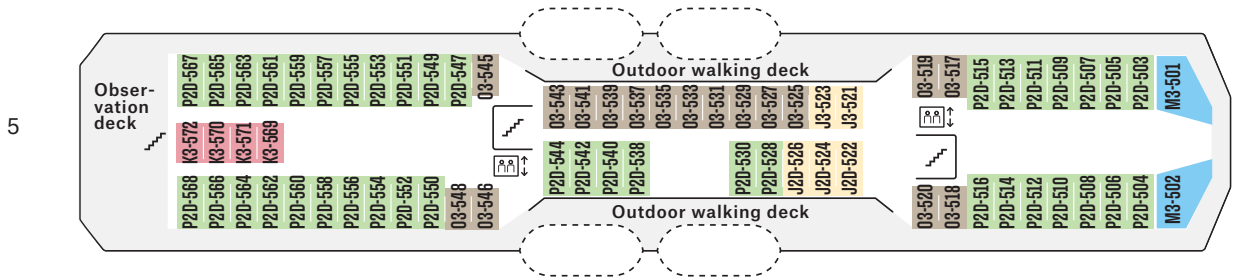 5
Obser-
vation
deck
P2D-567
P2D-565
P2D-563
P2D-561
P2D-559
P2D-557
P2D-555
P2D-553
P2D-551
P2D-549
P2D-547
O3-545
Outdoor walking deck
O3-543
O3-541
O3-539
O3-537
O3-535
O3-533
O3-531
O3-529
O3-527
O3-525
J3-523
J3-521
O3-519
O3-517
P2D-515
P2D-513
P2D-511
P2D-509
P2D-507
P2D-505
P2D-503
M3-501
K3-572
K3-570
K3-571
K3-569
P2D-544
P2D-542
P2D-540
P2D-538
P2D-530
P2D-528
J2D-526
J2D-524
J2D-522
P2D-568
P2D-566
P2D-564
P2D-562
P2D-560
P2D-558
P2D-556
P2D-554
P2D-552
P2D-550
O3-548
O3-546
Outdoor walking deck
O3-520
O3-518
P2D-516
P2D-514
P2D-512
P2D-510
P2D-508
P2D-506
P2D-504
M3-502